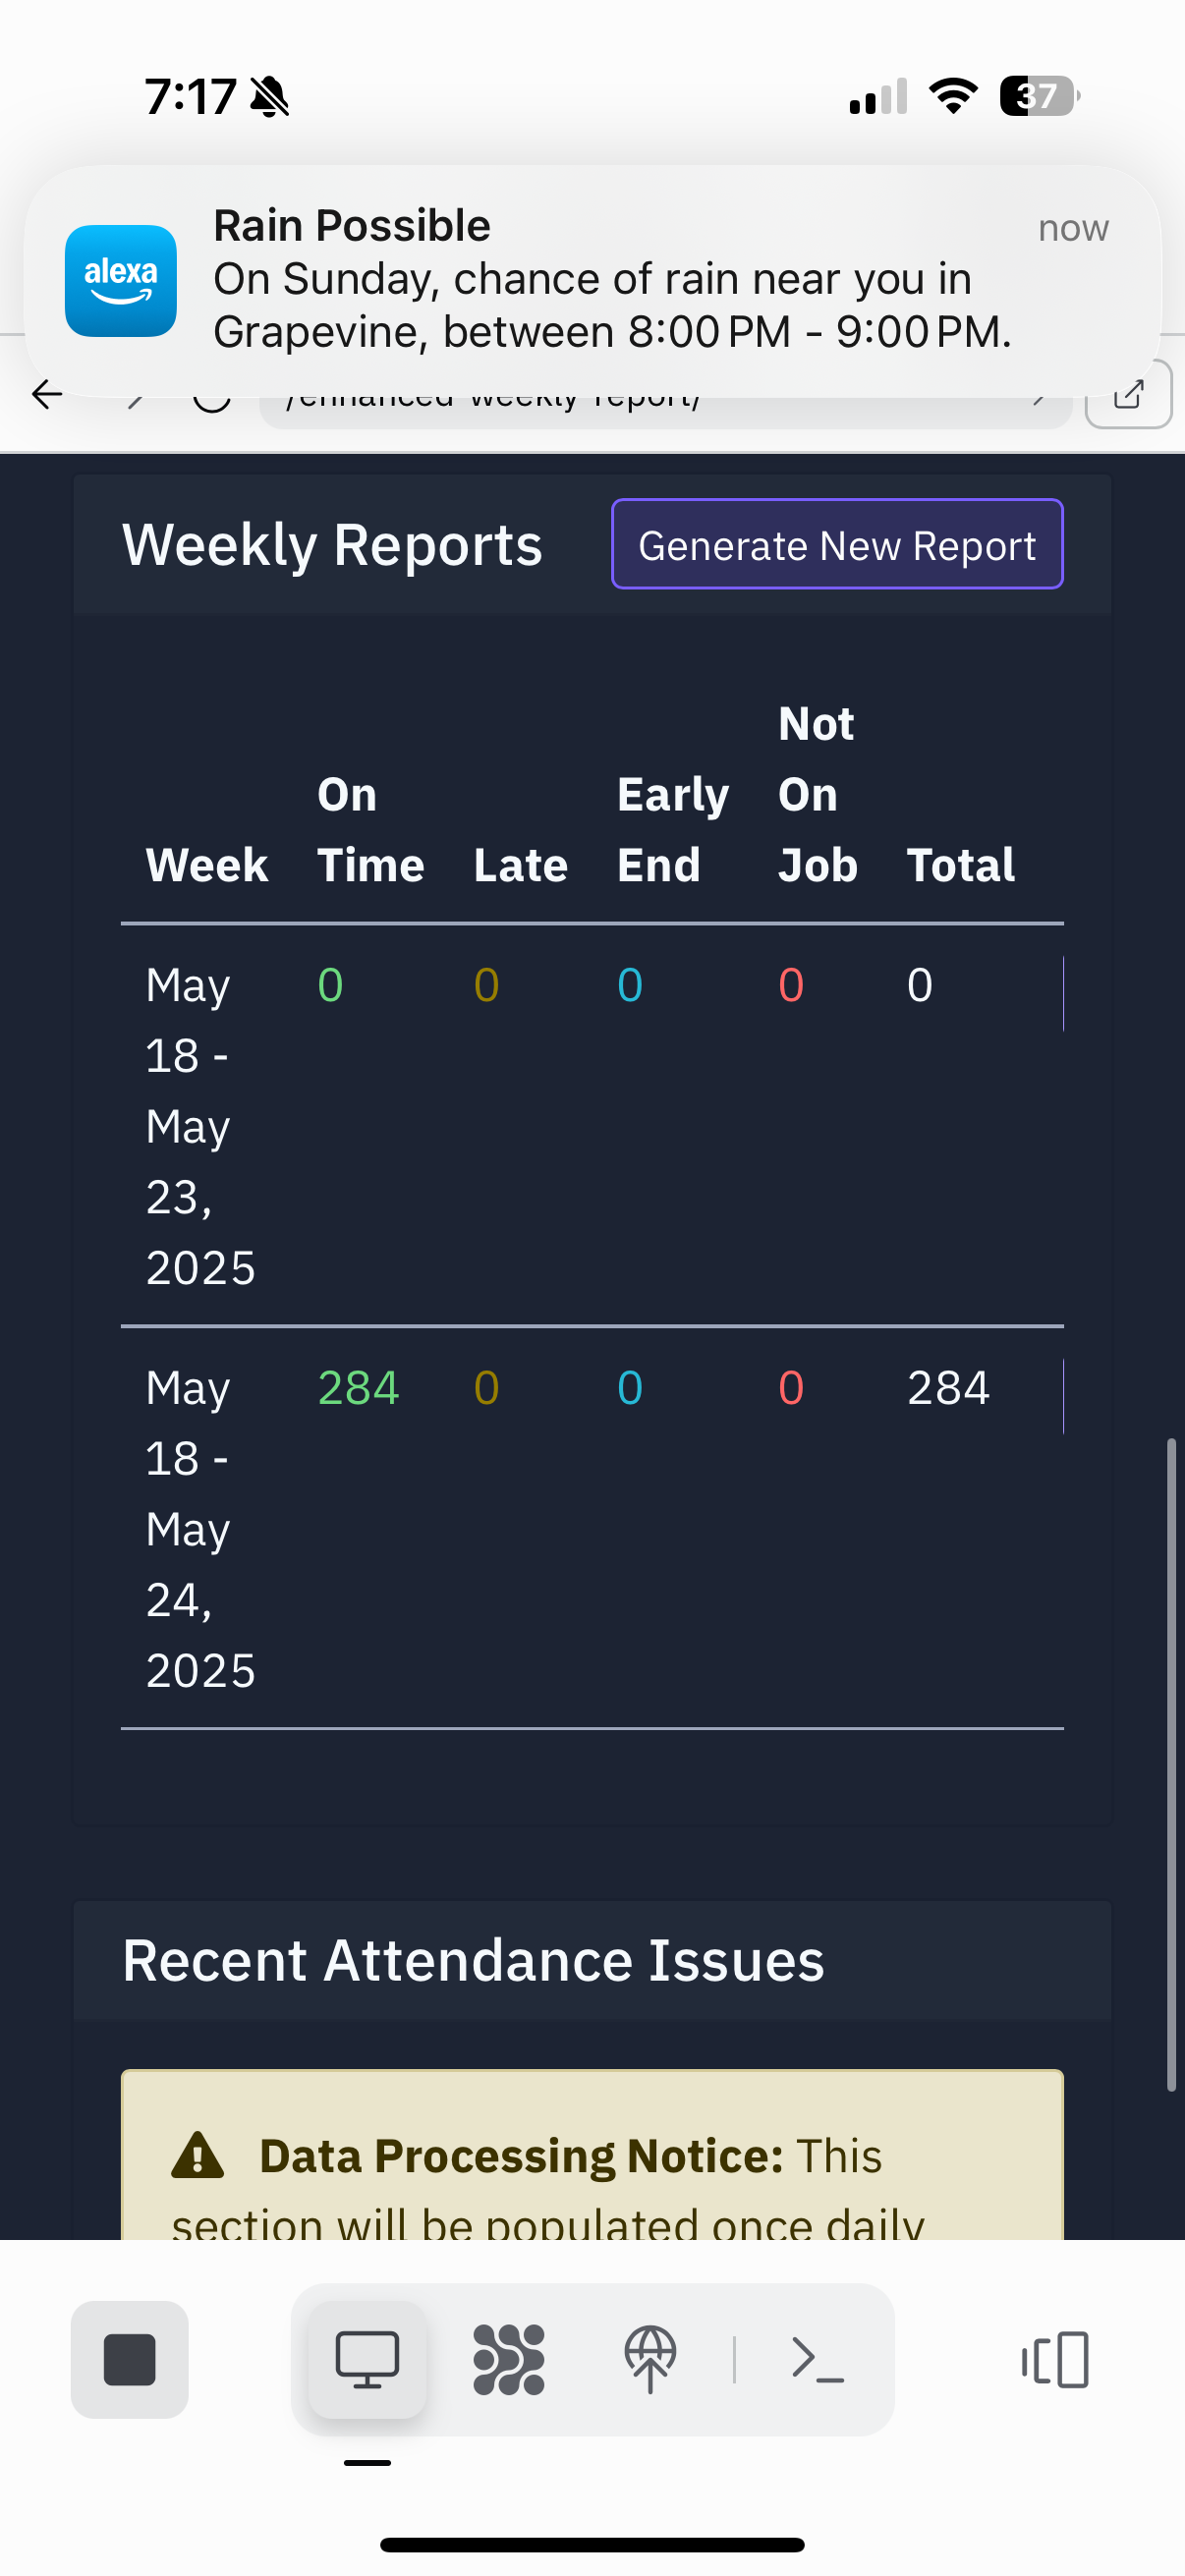 7:17
37
alexa
Rain Possible
now
On Sunday, chance of rain near you in
Grapevine, between 8:00 PM - 9:00 PM.
/enhanced-weekly-report/
Weekly Reports
Generate New Report
Week On Time Late Early End Not On Job Total
May 18 - May 23, 2025 0 0 0 0 0
May 18 - May 24, 2025 284 0 0 0 284
Recent Attendance Issues
Data Processing Notice: This
section will be populated once daily